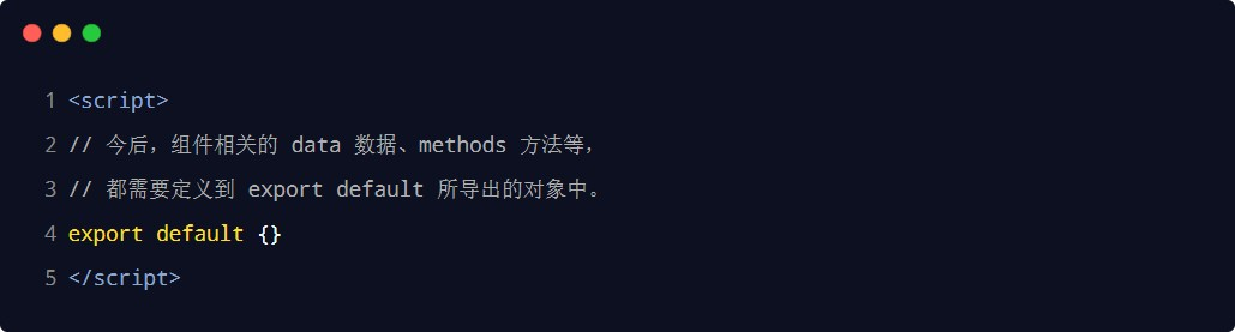 1 <script>
2 // 今后，组件相关的 data 数据、methods 方法等，
3 // 都需要定义到 export default 所导出的对象中。
4 export default {}
5 </script>